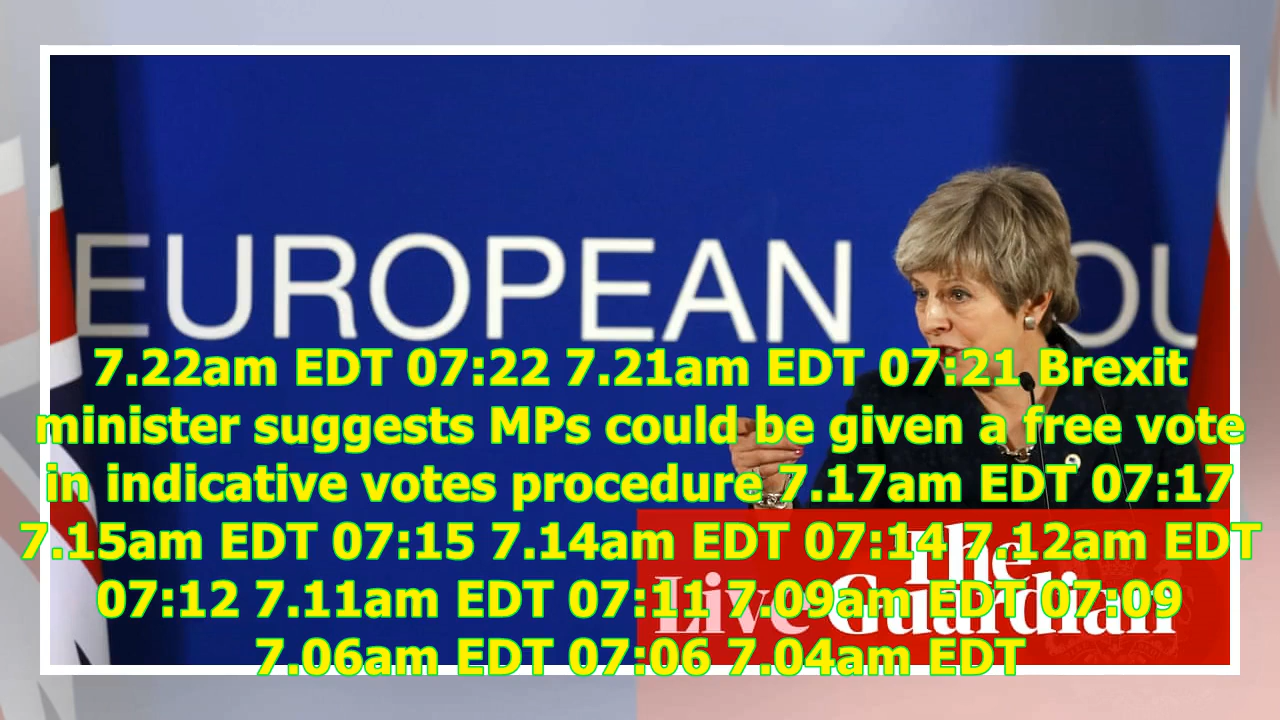 EUROPEAN OU
7.22am EDT 07:22 7.21am EDT 07:21 Brexit
minister suggests MPs could be given a free vote
in indicative votes procedure 7.17am EDT 07:17
7.15am EDT 07:15 7.14am EDT 07:14 7.12am EDT
07:12 7.11am EDT 07:11 7.09am EDT 07:09
7.06am EDT 07:06 7.04am EDT
The
Live Guardian